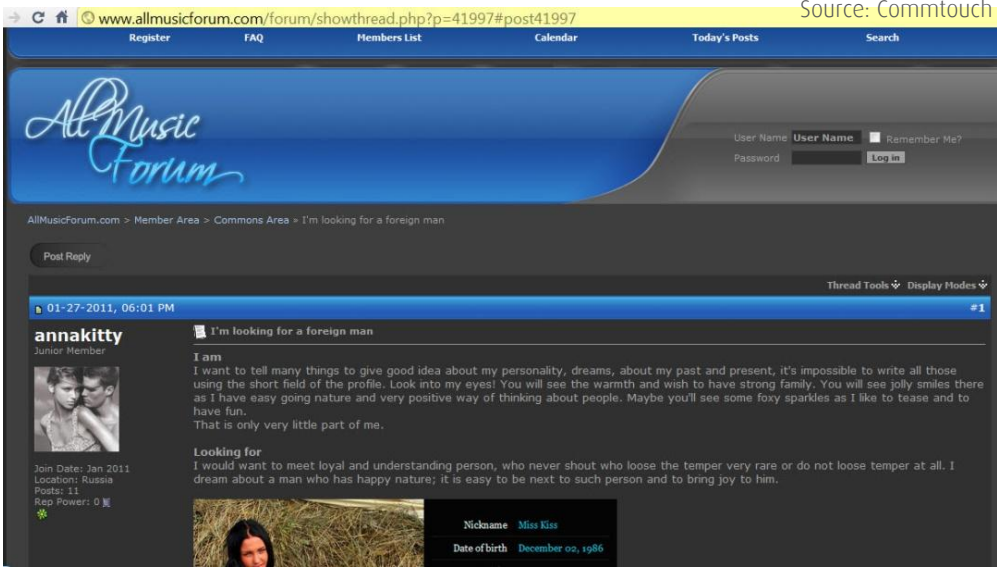 Source: Commtouch
www.allmusicforum.com/forum/showthread.php?p=41997#post41997
Register FAQ Members List Calendar Today's Posts Search
AllMusic
Forum
User Name User Name Remember Me?
Password Log in
AllMusicForum.com > Member Area > Commons Area » I'm looking for a foreign man
Post Reply
Thread Tools Display Modes
01-27-2011, 06:01 PM #1
annakitty
Junior Member
Join Date: Jan 2011
Location: Russia
Posts: 11
Rep Power: 0
I'm looking for a foreign man
I am
I want to tell many things to give good idea about my personality, dreams, about my past and present, it's impossible to write all those
using the short field of the profile. Look into my eyes! You will see the warmth and wish to have strong family. You will see jolly smiles there
as I have easy going nature and very positive way of thinking about people. Maybe you'll see some foxy sparkles as I like to tease and to
have fun.
That is only very little part of me.
Looking for
I would want to meet loyal and understanding person, who never shout who loose the temper very rare or do not loose temper at all. I
dream about a man who has happy nature; it is easy to be next to such person and to bring joy to him.
Nickname Miss Kiss
Date of birth December 02, 1986